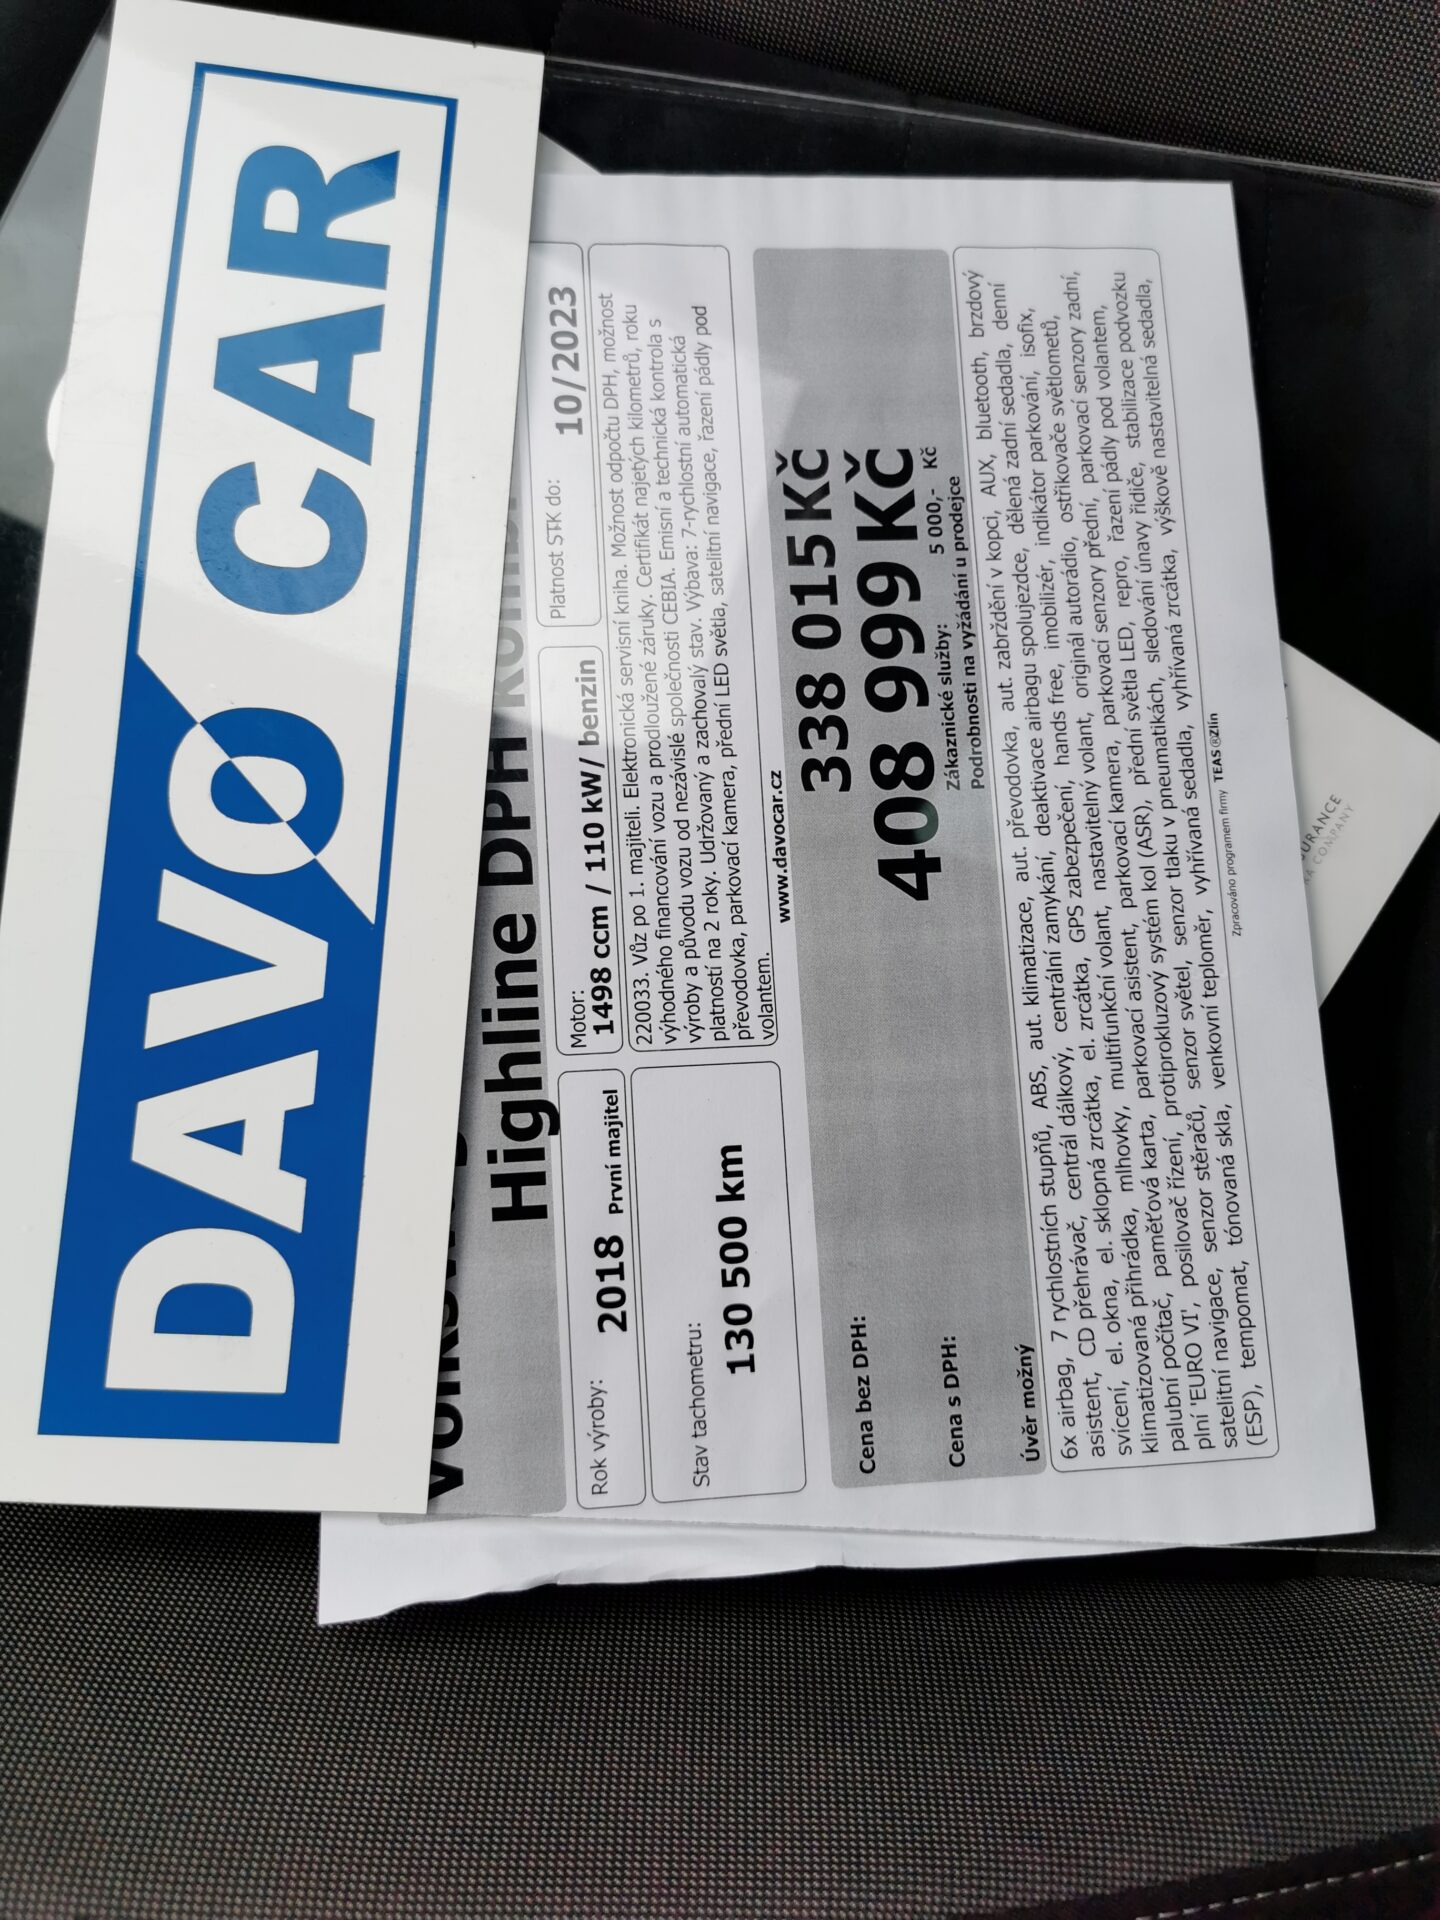 DAVO CAR
Highline DPH
Rok výroby:
2018 První majitel
Motor:
1498 ccm / 110 kW/ benzin
Platnost STK do:
10/2023
Stav tachometru:
130 500 km
220033. Vůz po 1. majiteli. Elektronická servisní kniha. Možnost odpočtu DPH, možnost
výhodného financování vozu a prodloužené záruky. Certifikát najetých kilometrů, roku
výroby a původu vozu od nezávislé společnosti CEBIA. Emisní a technická kontrola s
platností na 2 roky. Udržovaný a zachovalý stav. Výbava: 7-rychlostní automatická
převodovka, parkovací kamera, přední LED světla, satelitní navigace, řazení pádly pod
volantem.
www.davocar.cz
Cena bez DPH: 338 015 Kč
Cena s DPH: 408 999 Kč
Zákaznické služby: 5 000,- Kč
Úvěr možný Podrobnosti na vyžádání u prodejce
6x airbag, 7 rychlostních stupňů, ABS, aut. klimatizace, aut. převodovka, aut. zabrždění v kopci, AUX, bluetooth, brzdový
asistent, CD přehrávač, centrál dálkový, centrální zamykání, deaktivace airbagu spolujezdce, dělená zadní sedadla, denní
svícení, el. okna, el. sklopná zrcátka, el. zrcátka, GPS zabezpečení, hands free, imobilizér, indikátor parkování, isofix,
klimatizovaná přihrádka, mlhovky, multifunkční volant, nastavitelný volant, originál autorádio, ostřikovače světlometů,
palubní počítač, paměťová karta, parkovací asistent, parkovací kamera, parkovací senzory přední, parkovací senzory zadní,
plní 'EURO VI', posilovač řízení, protiprokluzový systém kol (ASR), přední světla LED, repro, řazení pádly pod volantem,
satelitní navigace, senzor stěračů, senzor světel, senzor tlaku v pneumatikách, sledování únavy řidiče, stabilizace podvozku
(ESP), tempomat, tónovaná skla, venkovní teploměr, vyhřívaná sedadla, vyhřívaná zrcátka, výškově nastavitelná sedadla,
Zpracováno programem firmy TEAS ®Zlín
COMPANY